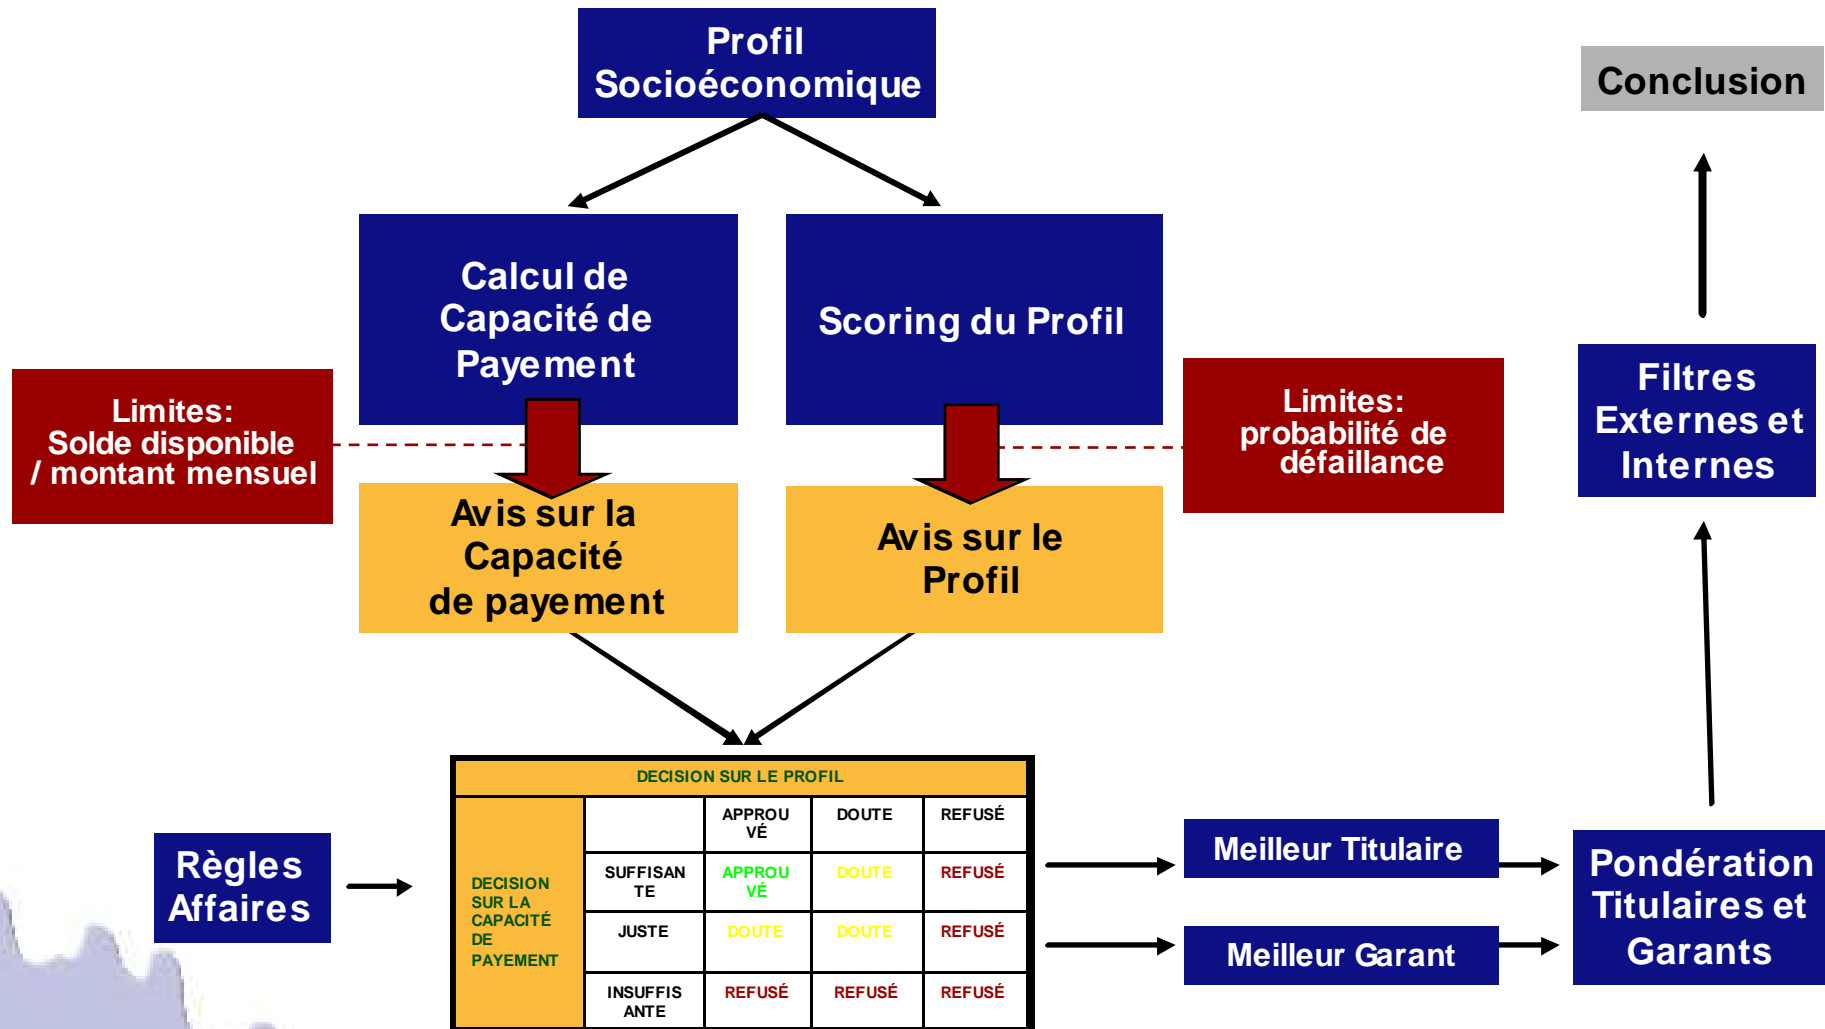 Profil
Socioéconomique
Conclusion
Calcul de
Capacité de
Payement
Scoring du Profil
Limites:
Solde disponible
/ montant mensuel
Limites:
probabilité de
défaillance
Filtres
Externes et
Internes
Avis sur la
Capacité
de payement
Avis sur le
Profil
DECISION SUR LE PROFIL
APPROU
VÉ
DOUTE
REFUSÉ
DECISION
SUR LA
CAPACITÉ
DE
PAYEMENT
SUFFISAN
TE
APPROU
VÉ
DOUTE
REFUSÉ
JUSTE
DOUTE
DOUTE
REFUSÉ
INSUFFIS
ANTE
REFUSÉ
REFUSÉ
REFUSÉ
Règles
Affaires
Meilleur Titulaire
Meilleur Garant
Pondération
Titulaires et
Garants